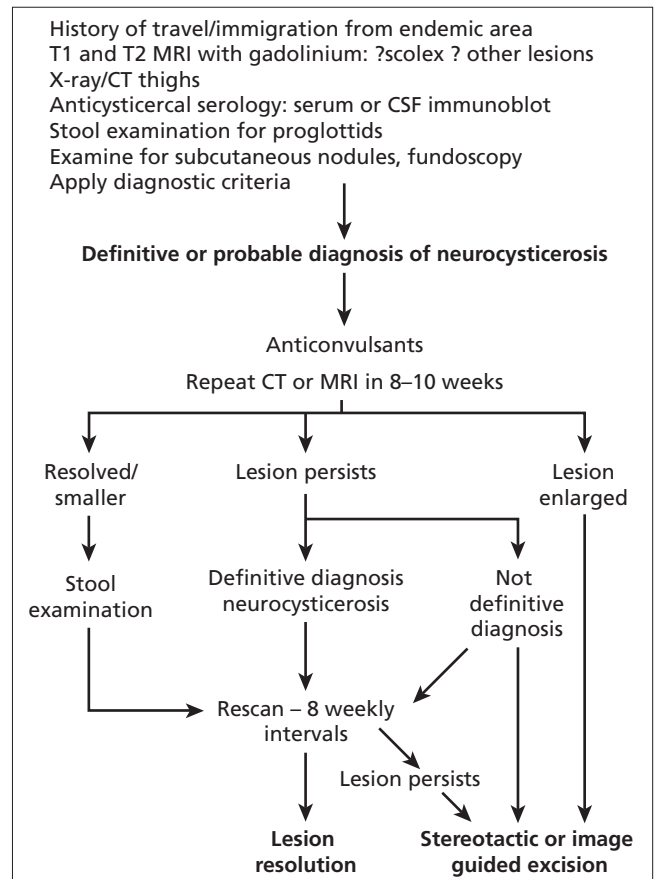 History of travel/immigration from endemic area
T1 and T2 MRI with gadolinium: ?scolex ? other lesions
X-ray/CT thighs
Anticysticercal serology: serum or CSF immunoblot
Stool examination for proglottids
Examine for subcutaneous nodules, fundoscopy
Apply diagnostic criteria
Definitive or probable diagnosis of neurocysticerosis
Anticonvulsants
Repeat CT or MRI in 8–10 weeks
Resolved/
smaller
Lesion persists
Lesion
enlarged
Stool
examination
Definitive diagnosis
neurocysticerosis
Not
definitive
diagnosis
Rescan – 8 weekly
intervals
Lesion persists
Lesion
resolution
Stereotactic or image
guided excision